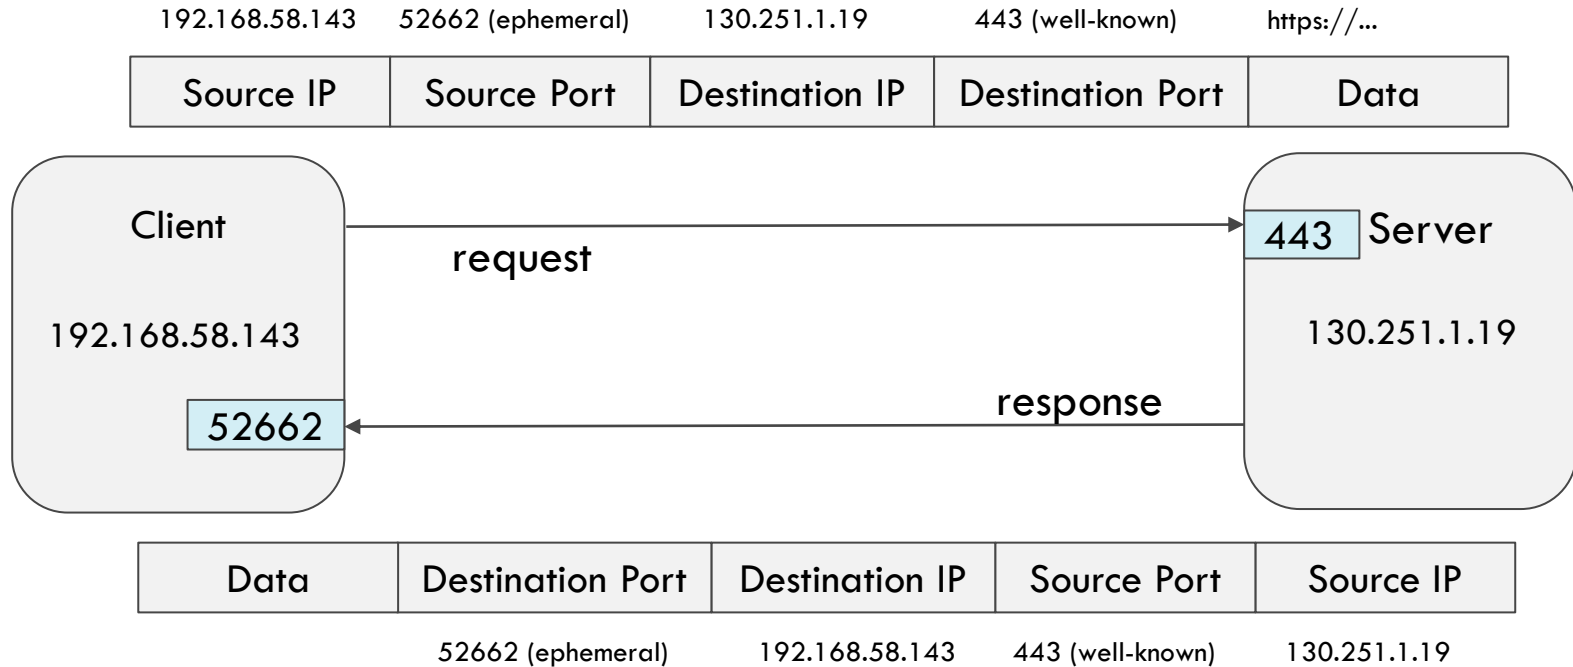 192.168.58.143 52662 (ephemeral) 130.251.1.19 443 (well-known) https://...
Source IP Source Port Destination IP Destination Port Data
Client 443 Server
request
192.168.58.143 130.251.1.19
response
52662
Data Destination Port Destination IP Source Port Source IP
52662 (ephemeral) 192.168.58.143 443 (well-known) 130.251.1.19